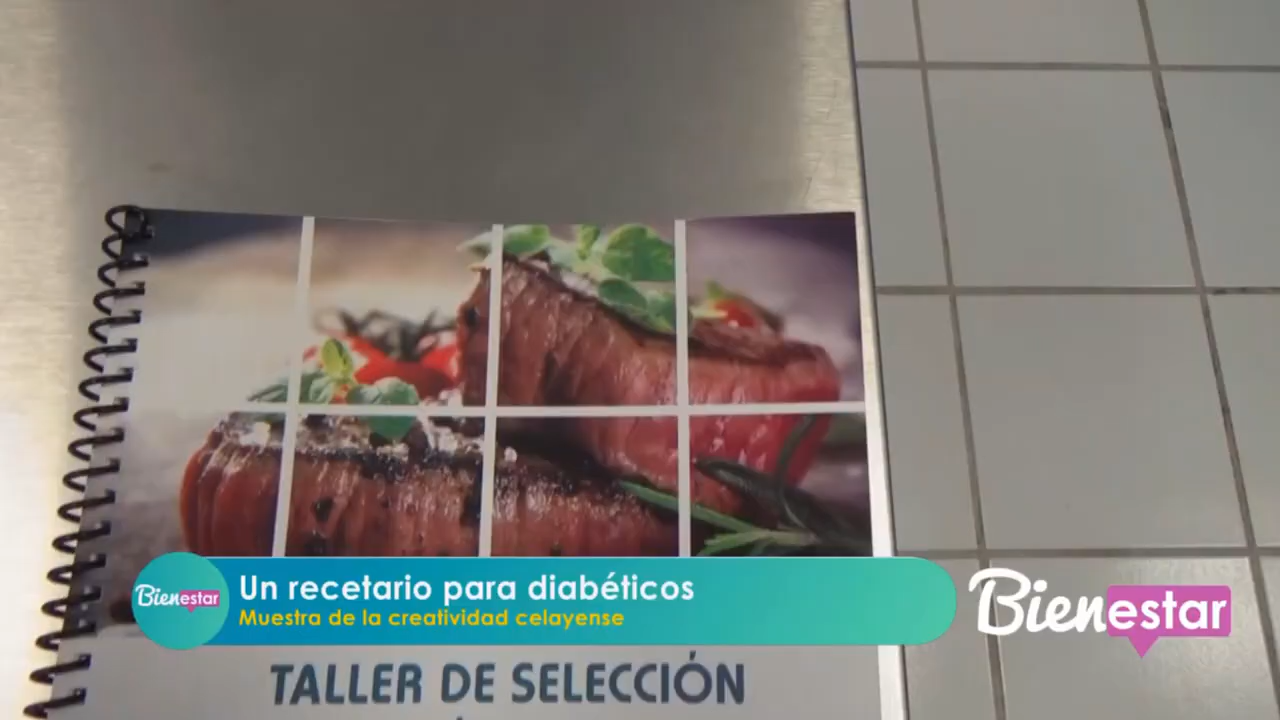 Bienestar
Un recetario para diabéticos
Muestra de la creatividad celayense
Bienestar
TALLER DE SELECCIÓN